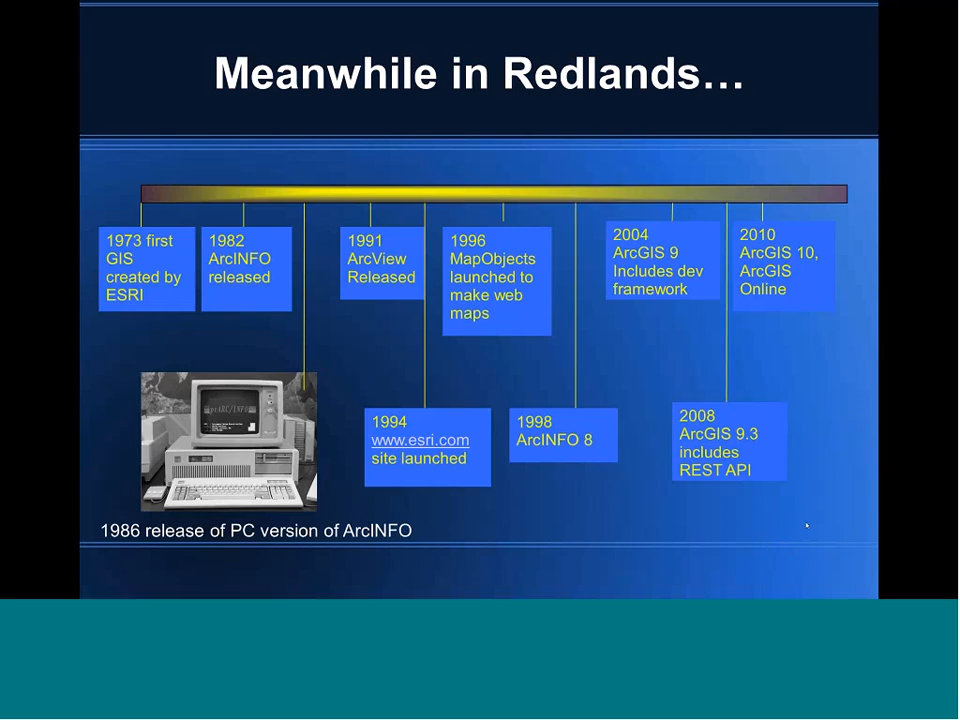 Meanwhile in Redlands…
1973 first
GIS
created by
ESRI
1982
ArcINFO
released
1991
ArcView
Released
1996
MapObjects
launched to
make web
maps
2004
ArcGIS 9
Includes dev
framework
2010
ArcGIS 10,
ArcGIS
Online
pcARC/INFO
1994
www.esri.com
site launched
1998
ArcINFO 8
2008
ArcGIS 9.3
includes
REST API
1986 release of PC version of ArcINFO